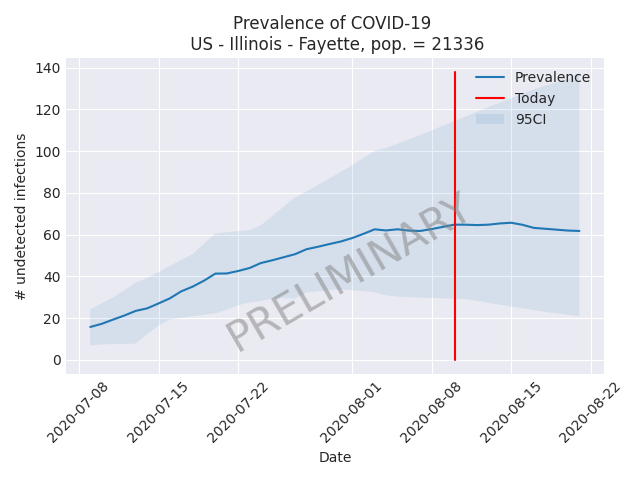 Prevalence of COVID-19
US - Illinois - Fayette, pop. = 21336
# undetected infections
140
120
100
80
60
40
20
0
Prevalence
Today
95CI
PRELIMINARY
2020-07-08
2020-07-15
2020-07-22
2020-08-01
2020-08-08
2020-08-15
2020-08-22
Date